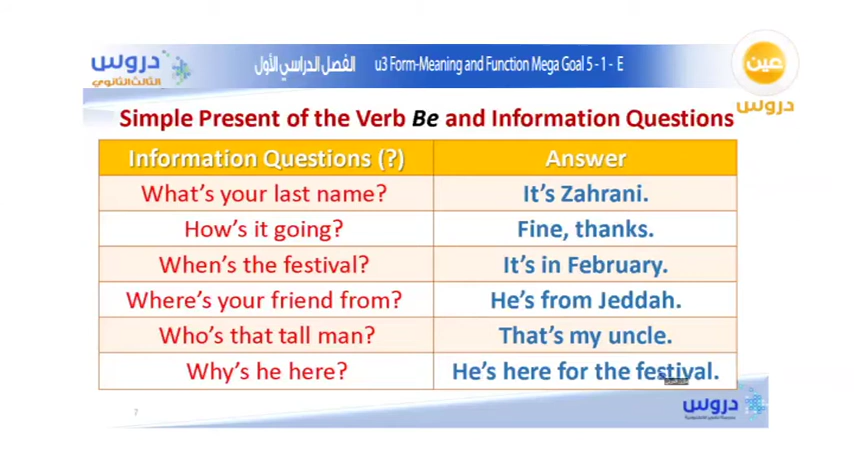 دروس
الثالث الثانوي
الفصل الدراسي الأول
u3 Form-Meaning and Function Mega Goal 5 - 1 - E
عين
دروس
Simple Present of the Verb Be and Information Questions
Information Questions (?) Answer
What's your last name? It's Zahrani.
How's it going? Fine, thanks.
When's the festival? It's in February.
Where's your friend from? He's from Jeddah.
Who's that tall man? That's my uncle.
Why's he here? He's here for the festival.
7
دروس